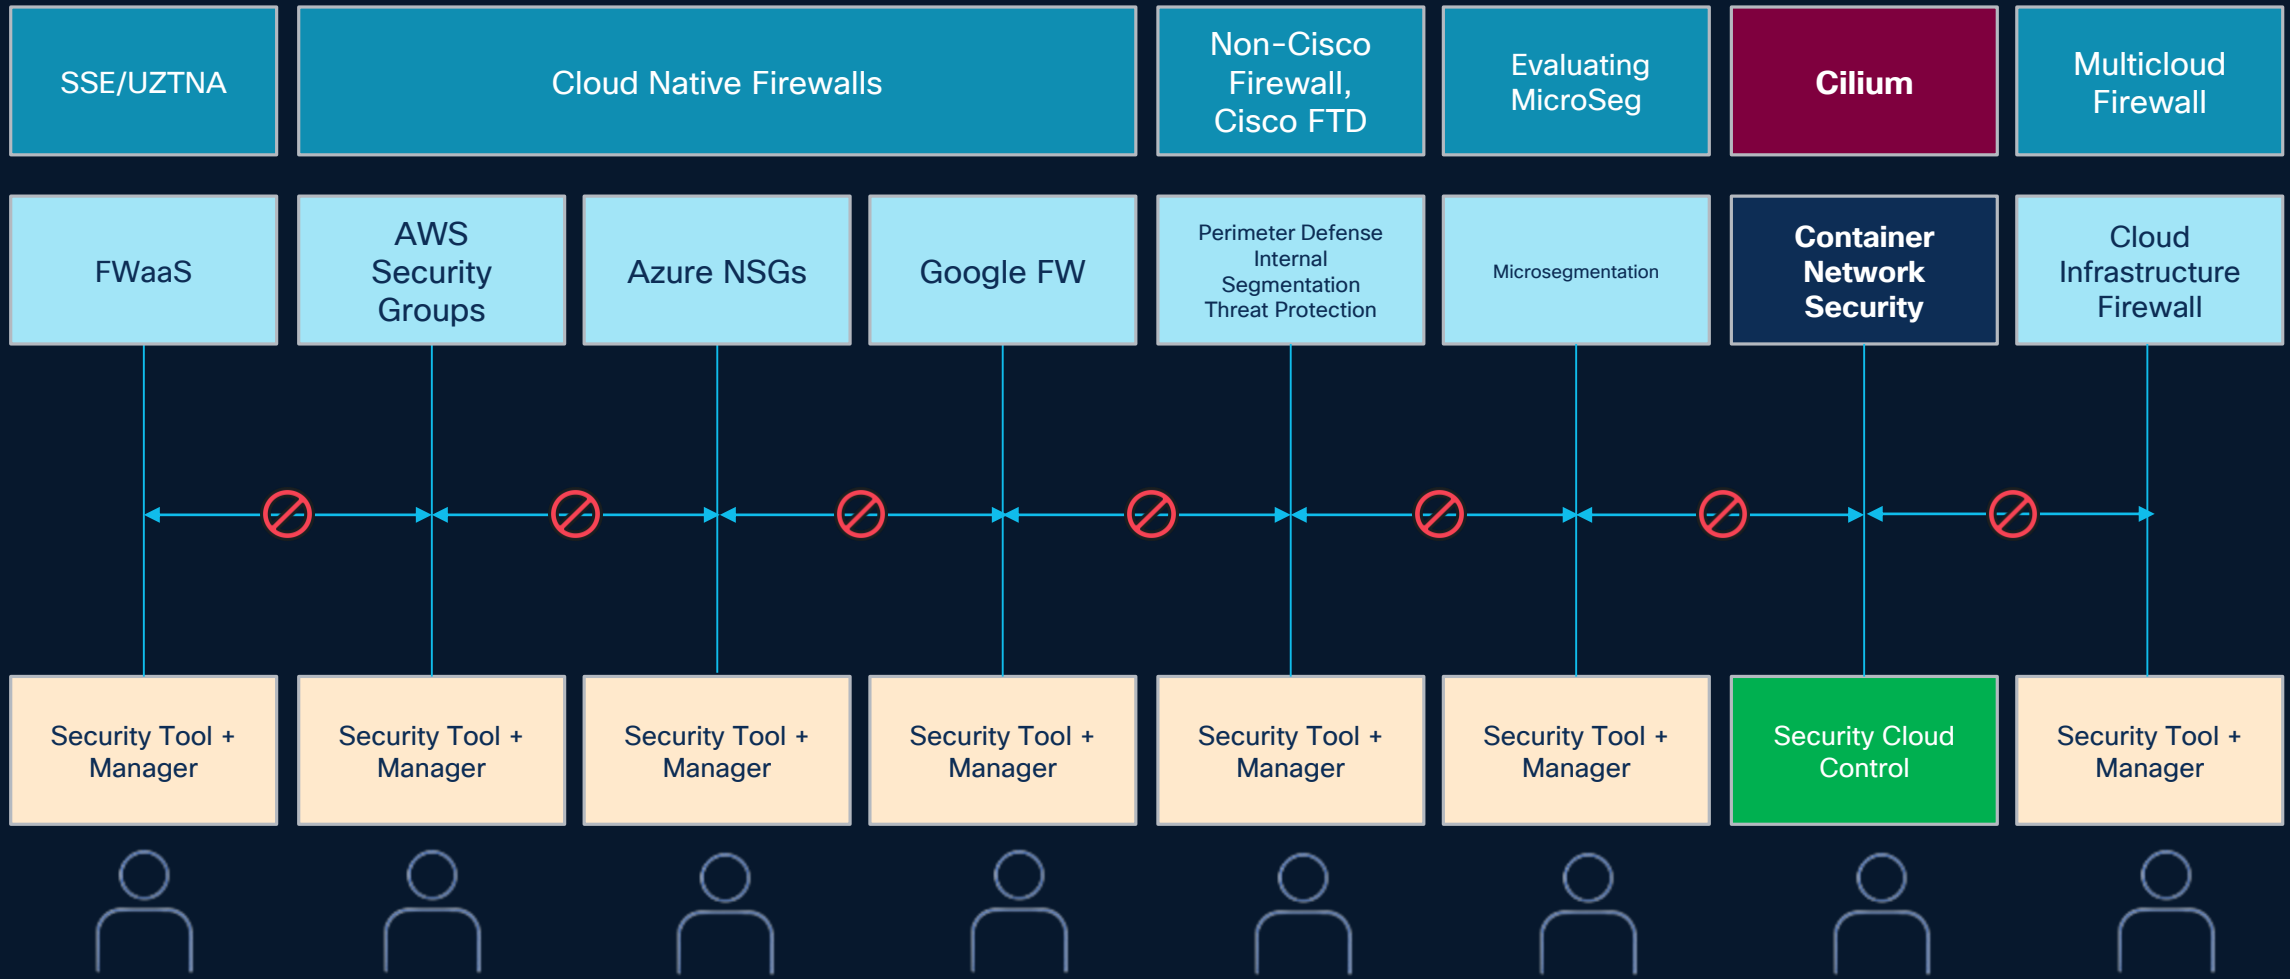 SSE/UZTNA
Cloud Native Firewalls
Non-Cisco
Firewall,
Cisco FTD
Evaluating
MicroSeg
Cilium
Multicloud
Firewall
FWaaS
AWS
Security
Groups
Azure NSGs
Google FW
Perimeter Defense
Internal
Segmentation
Threat Protection
Microsegmentation
Container
Network
Security
Cloud
Infrastructure
Firewall
Security Tool +
Manager
Security Tool +
Manager
Security Tool +
Manager
Security Tool +
Manager
Security Tool +
Manager
Security Tool +
Manager
Security Cloud
Control
Security Tool +
Manager